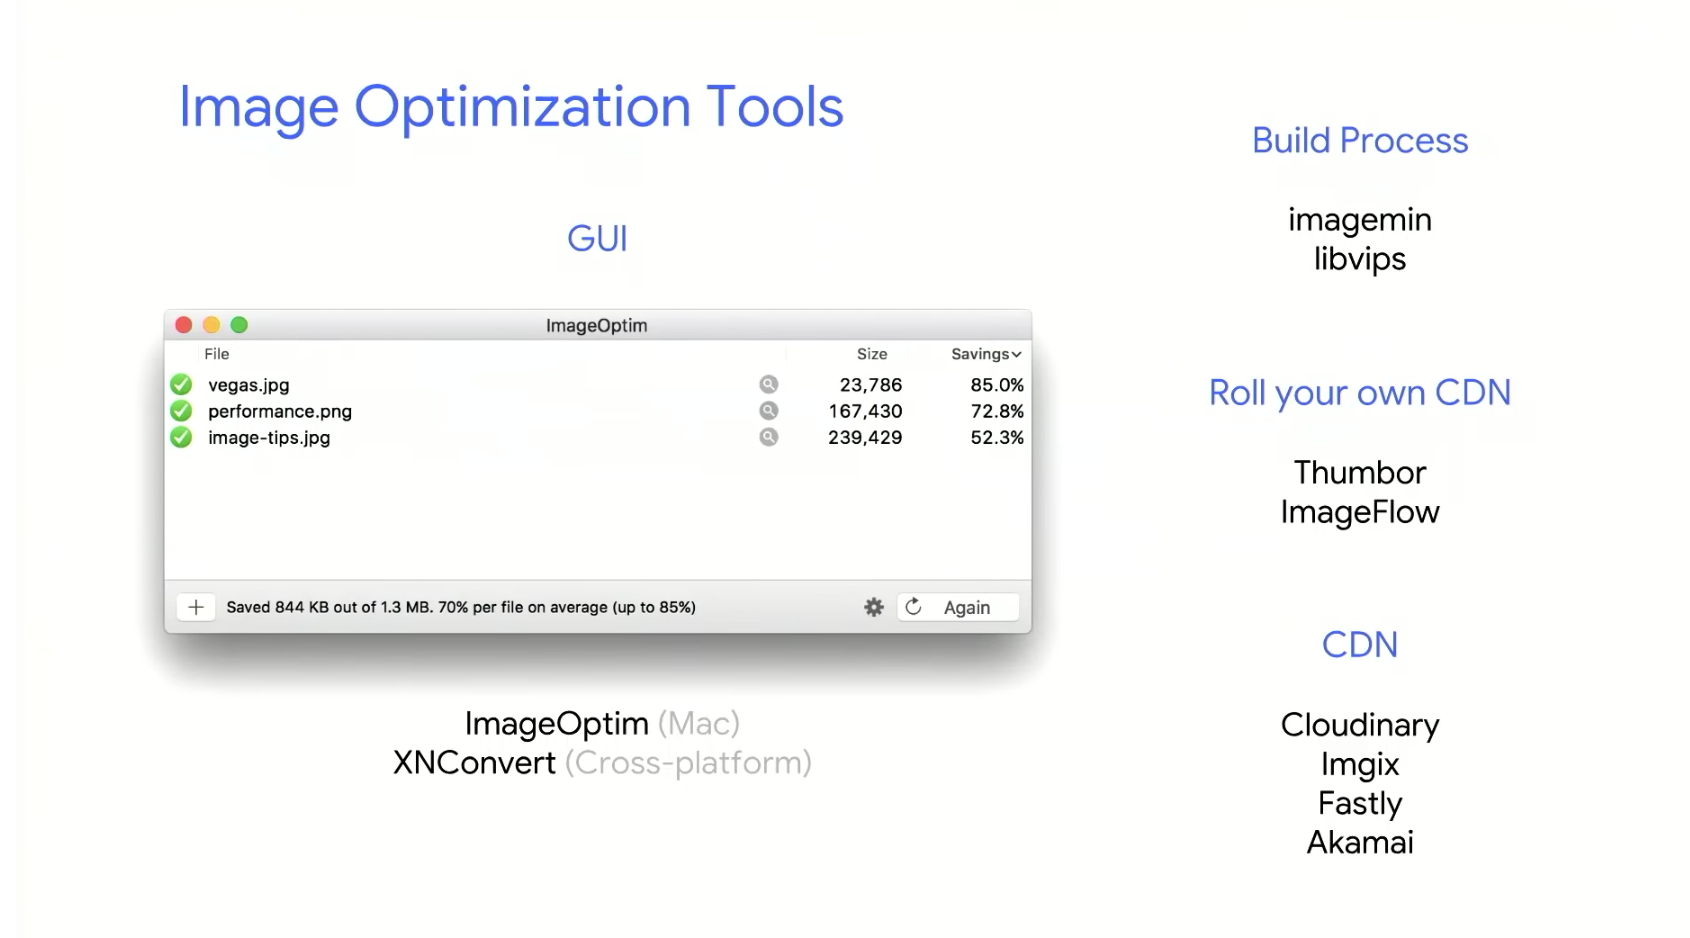 Image Optimization Tools
GUI
ImageOptim
File Size Savings
vegas.jpg 23,786 85.0%
performance.png 167,430 72.8%
image-tips.jpg 239,429 52.3%
Saved 844 KB out of 1.3 MB. 70% per file on average (up to 85%)
Again
ImageOptim (Mac)
XNConvert (Cross-platform)
Build Process
imagemin
libvips
Roll your own CDN
Thumbor
ImageFlow
CDN
Cloudinary
Imgix
Fastly
Akamai